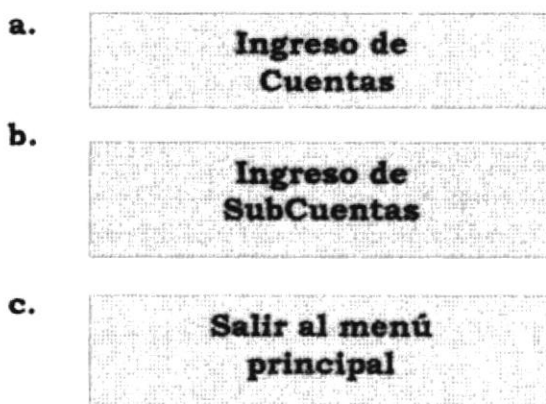 a.
Ingreso de
Cuentas
b.
Ingreso de
SubCuentas
c.
Salir al menú
principal